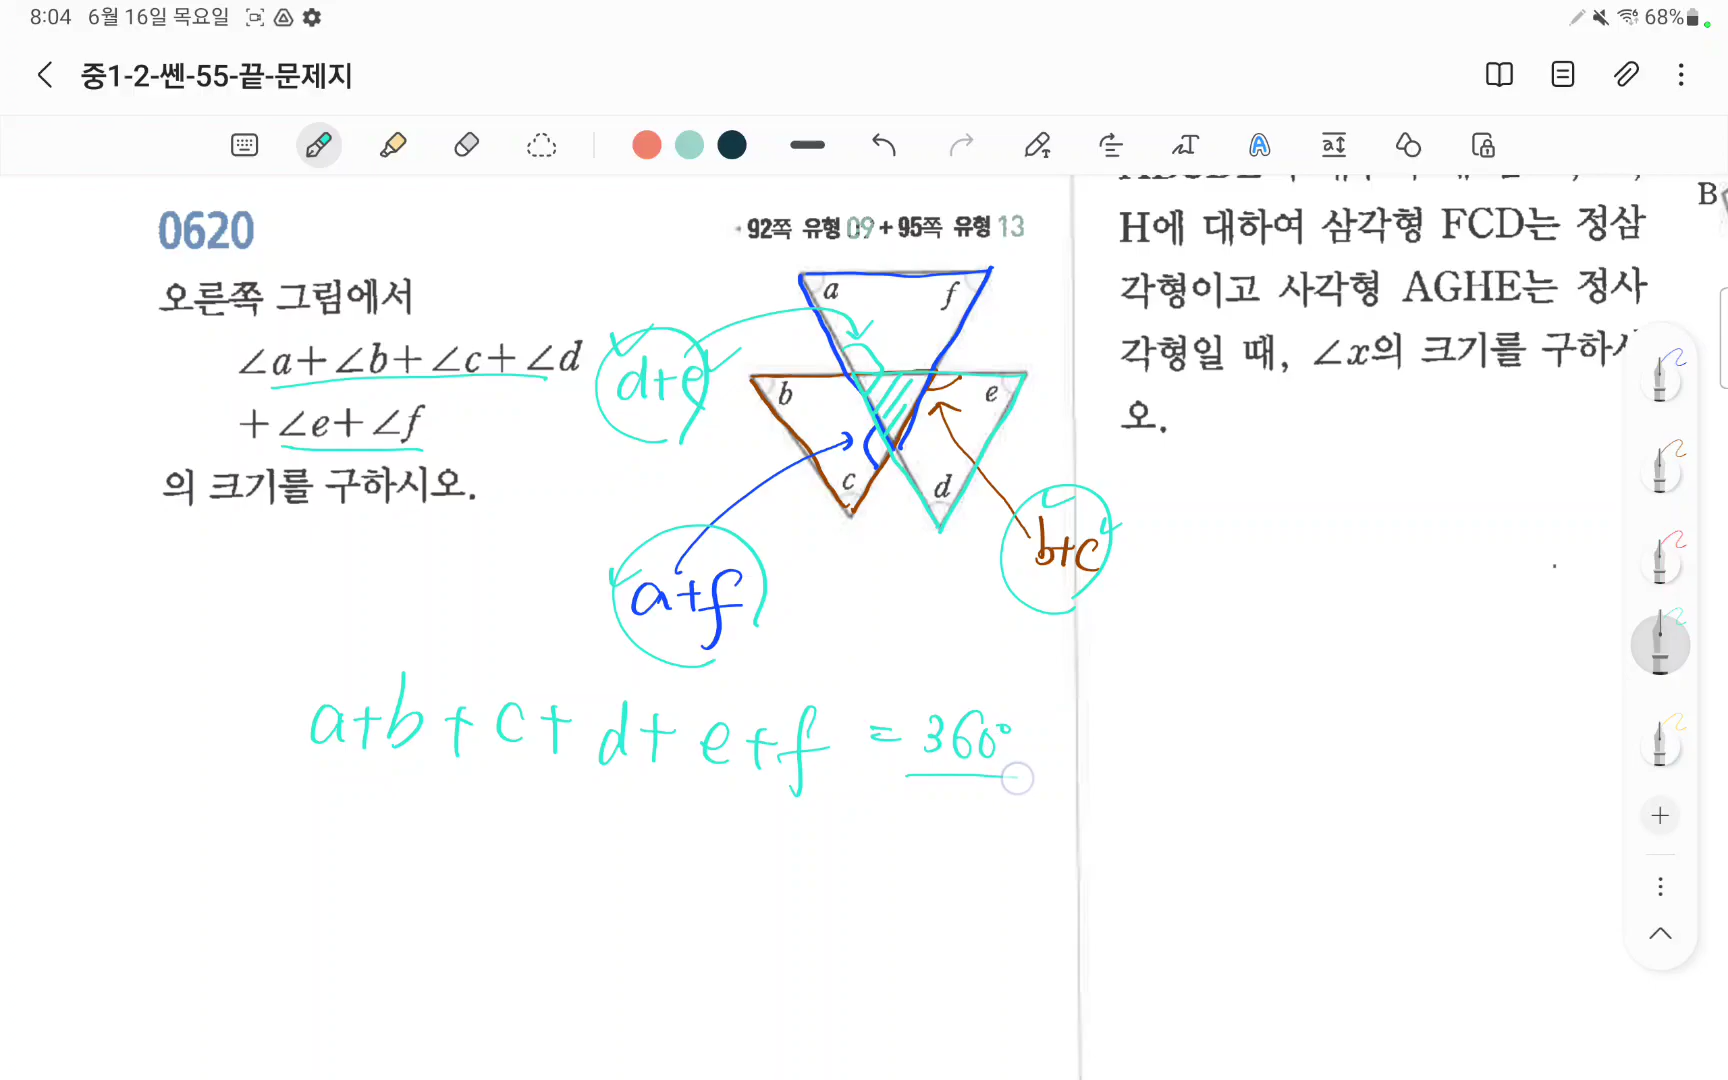 8:04 6월 16일 목요일
68%
중1-2-쎈-55-끝-문제지
0620
• 92쪽 유형 09 + 95쪽 유형 13
오른쪽 그림에서
∠a+∠b+∠c+∠d
+∠e+∠f
의 크기를 구하시오.
a
f
b
e
c
d
d+e
a+f
b+c
a+b+c+d+e+f = 360°
B
H에 대하여 삼각형 FCD는 정삼
각형이고 사각형 AGHE는 정사
각형일 때, ∠x의 크기를 구하시
오.